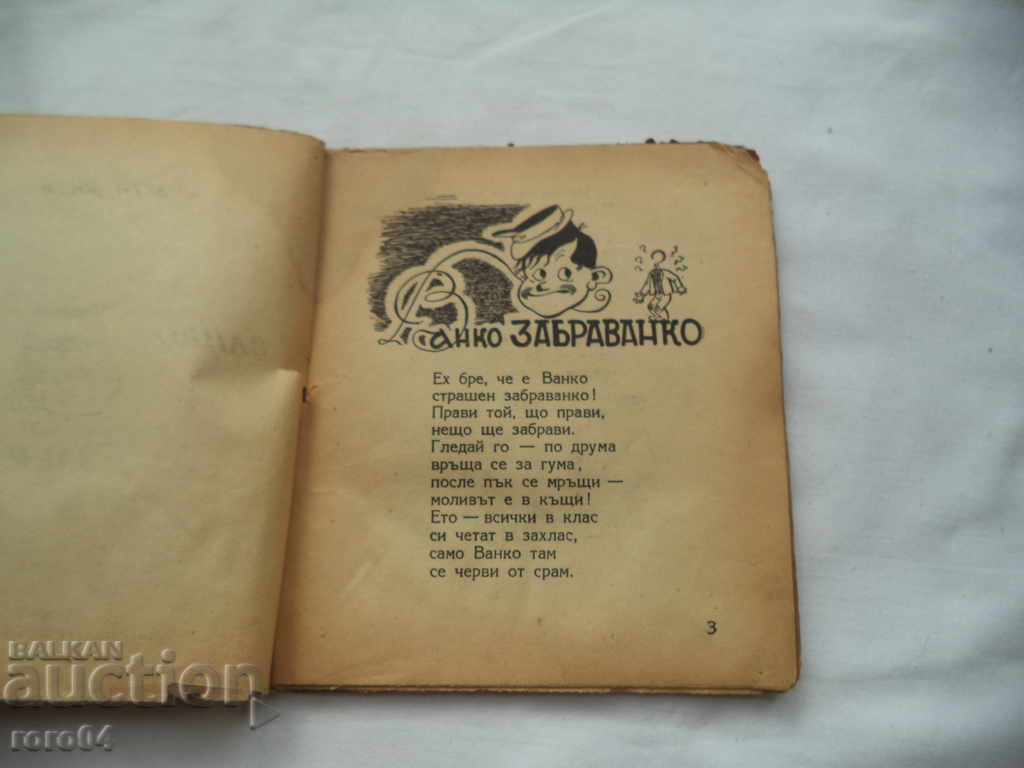 Ванко ЗАБРАВАНКО
Ех бре, че е Ванко
страшен забраванко!
Прави той, що прави,
нещо ще забрави.
Гледай го — по друма
връща се за гума,
после пък се мръщи —
моливът е в къщи!
Ето — всички в клас
си четат в захлас,
само Ванко там
се черви от срам.
3
BALKAN
auction
roro04